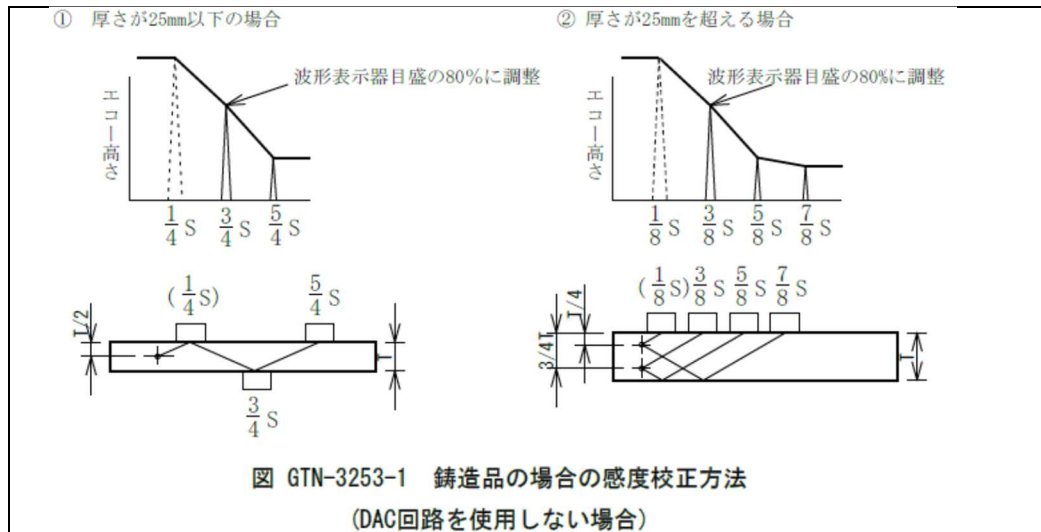 ① 厚さが25mm以下の場合
② 厚さが25mmを超える場合
波形表示器目盛の80%に調整
エコー高さ
1/4 S 3/4 S 5/4 S
波形表示器目盛の80%に調整
エコー高さ
1/8 S 3/8 S 5/8 S 7/8 S
(1/4 S) 5/4 S
T/2
T
3/4 S
(1/8 S) 3/8 S 5/8 S 7/8 S
T/4
3/4T
T
図 GTN-3253-1 鋳造品の場合の感度校正方法
(DAC回路を使用しない場合)